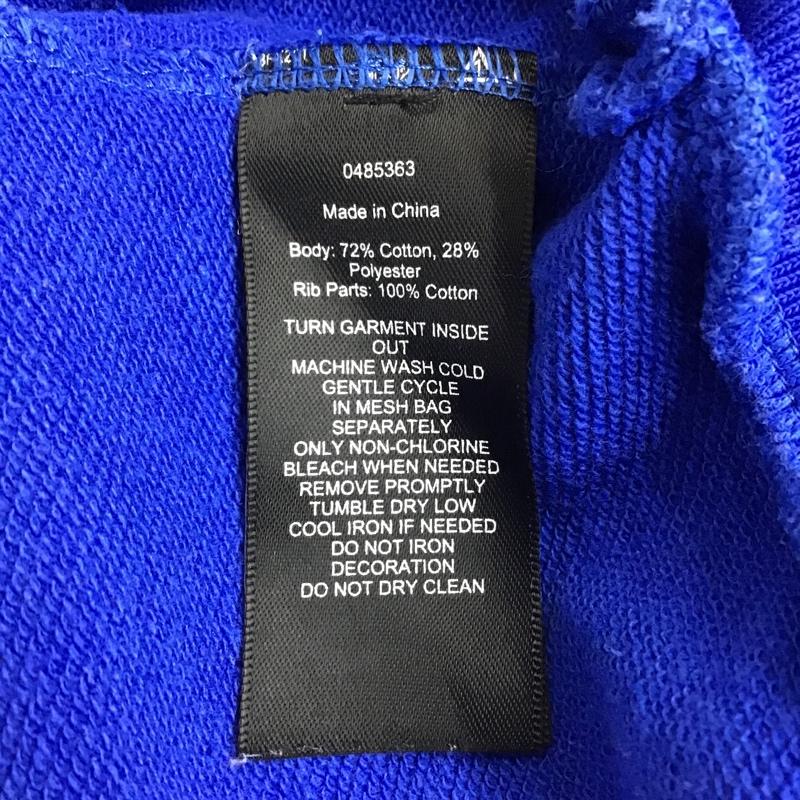 0485363
Made in China
Body: 72% Cotton, 28%
Polyester
Rib Parts: 100% Cotton
TURN GARMENT INSIDE
OUT
MACHINE WASH COLD
GENTLE CYCLE
IN MESH BAG
SEPARATELY
ONLY NON-CHLORINE
BLEACH WHEN NEEDED
REMOVE PROMPTLY
TUMBLE DRY LOW
COOL IRON IF NEEDED
DO NOT IRON
DECORATION
DO NOT DRY CLEAN